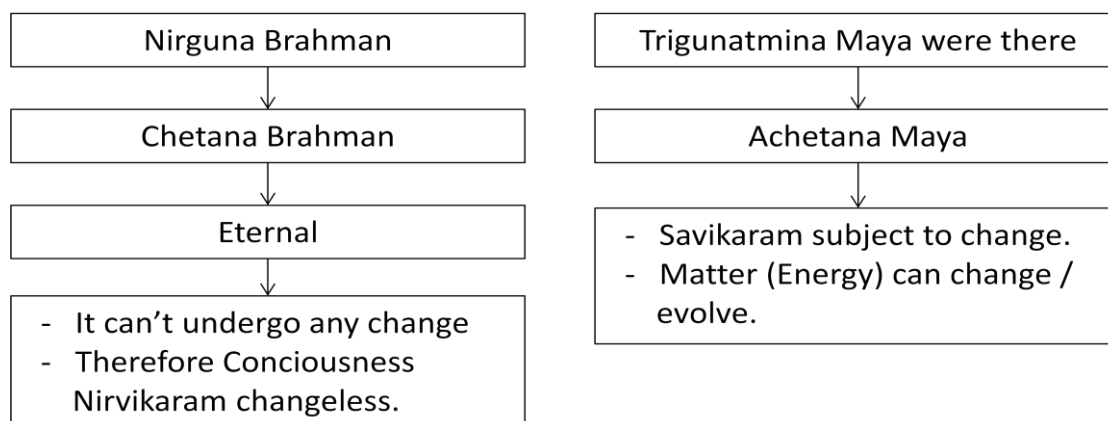 Nirguna Brahman
Chetana Brahman
Eternal
- It can’t undergo any change
- Therefore Conciousness
Nirvikaram changeless.
Trigunatmina Maya were there
Achetana Maya
- Savikaram subject to change.
- Matter (Energy) can change /
evolve.